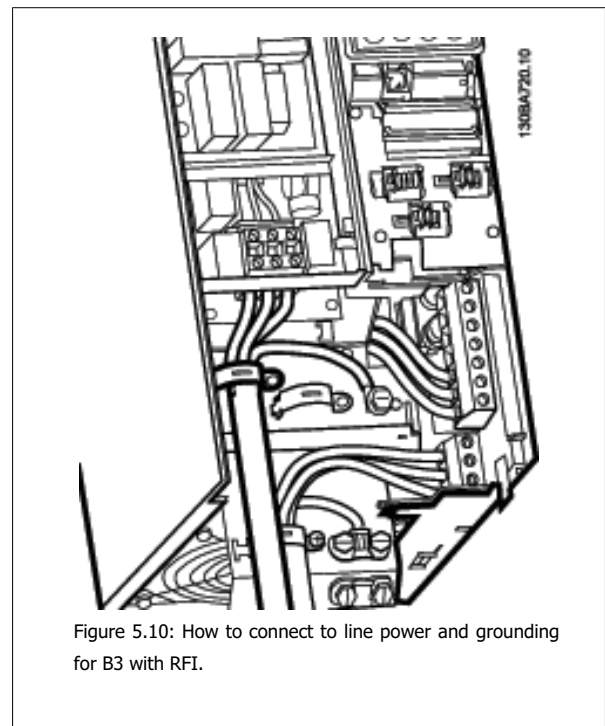 130BA720.10
Figure 5.10: How to connect to line power and grounding
for B3 with RFI.